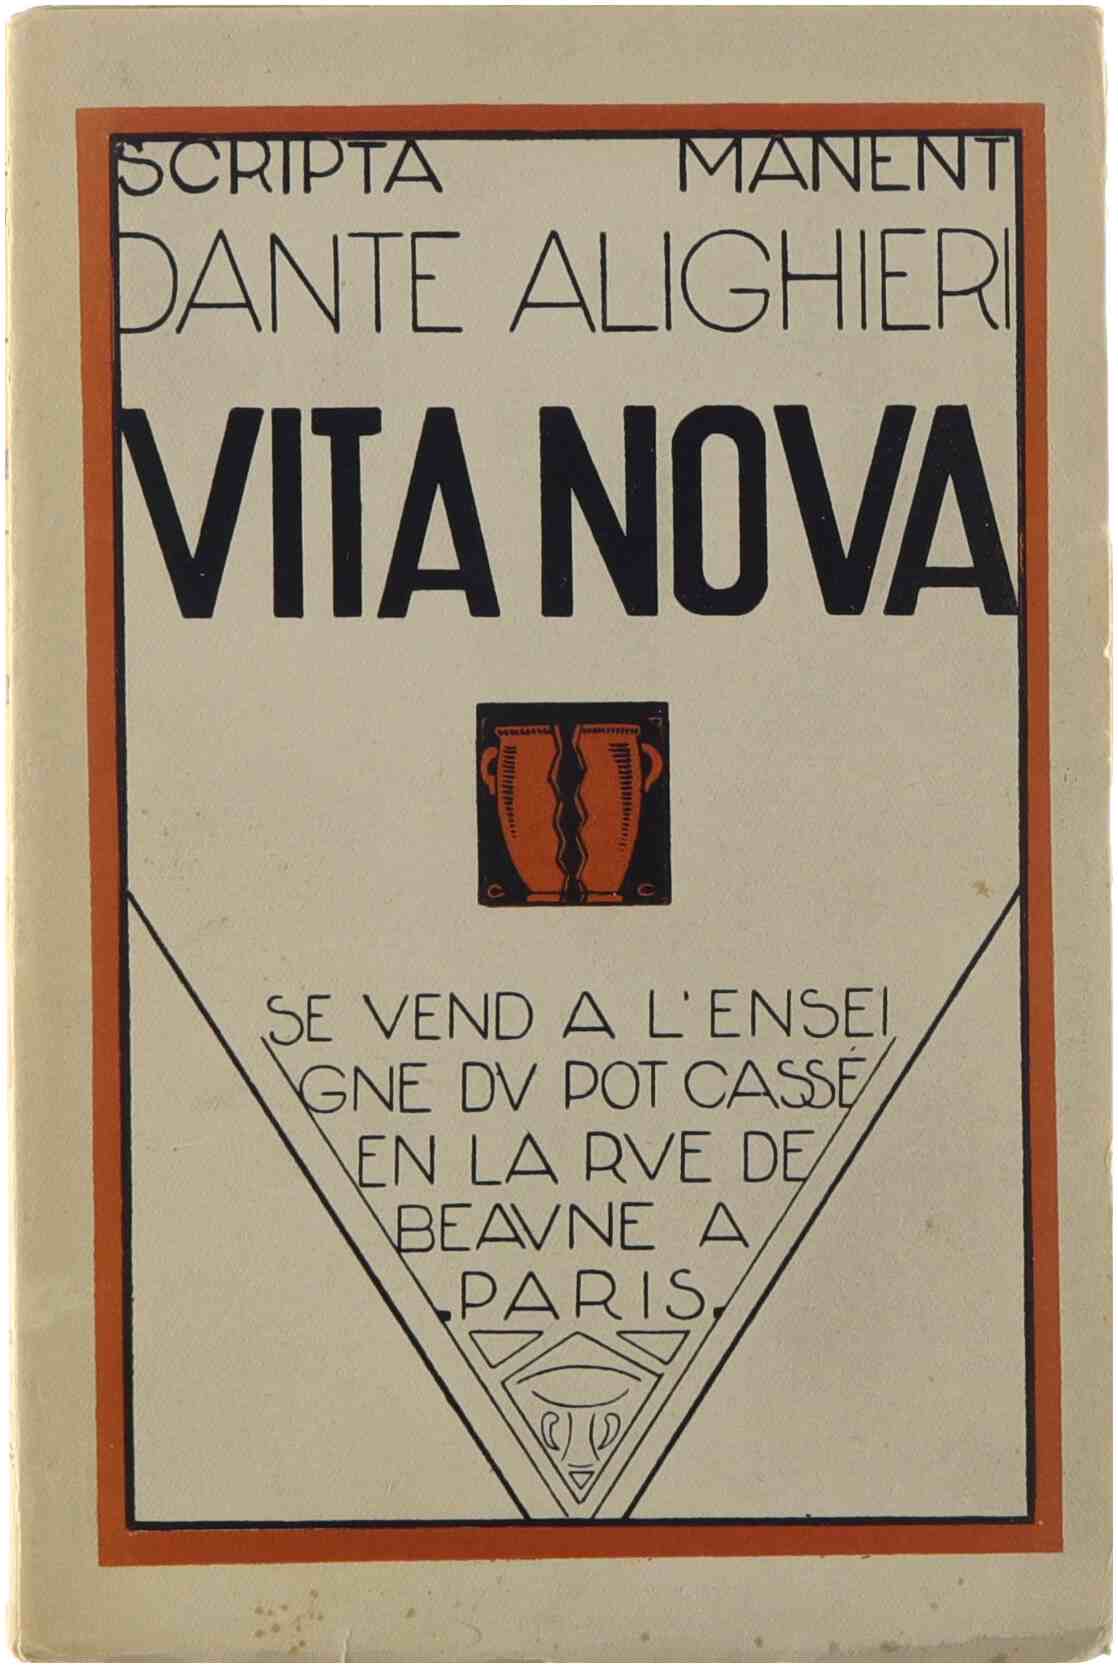 SCRIPTA MANENT
DANTE ALIGHIERI
VITA NOVA
C C
SE VEND A L'ENSEI
GNE DV POT CASSÉ
EN LA RVE DE
BEAVNE A
.PARIS.